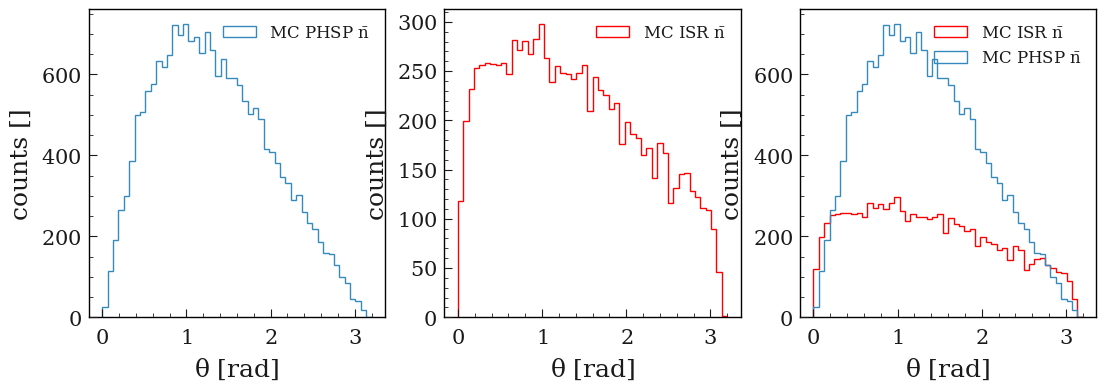 MC PHSP n̄
counts []
600
400
200
0
0 1 2 3
θ [rad]
MC ISR n̄
counts []
300
250
200
150
100
50
0
0 1 2 3
θ [rad]
MC ISR n̄
MC PHSP n̄
counts []
600
400
200
0
0 1 2 3
θ [rad]